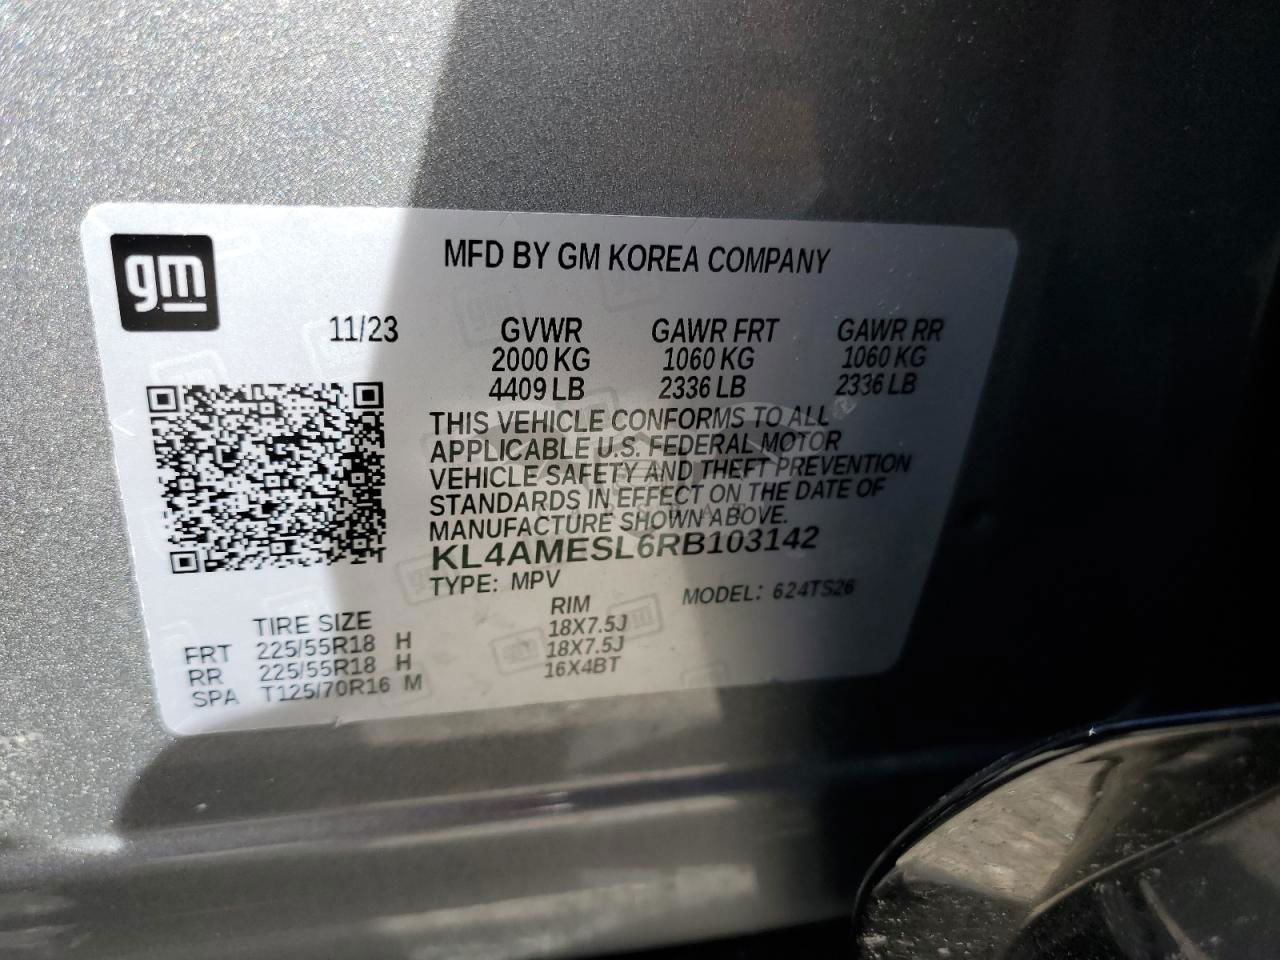 gm
MFD BY GM KOREA COMPANY
11/23 GVWR GAWR FRT GAWR RR
2000 KG 1060 KG 1060 KG
4409 LB 2336 LB 2336 LB
THIS VEHICLE CONFORMS TO ALL
APPLICABLE U.S. FEDERAL MOTOR
VEHICLE SAFETY AND THEFT PREVENTION
STANDARDS IN EFFECT ON THE DATE OF
MANUFACTURE SHOWN ABOVE.
KL4AMESL6RB103142
TYPE: MPV MODEL: 624TS26
TIRE SIZE RIM
FRT 225/55R18 H 18X7.5J
RR 225/55R18 H 18X7.5J
SPA T125/70R16 M 16X4BT